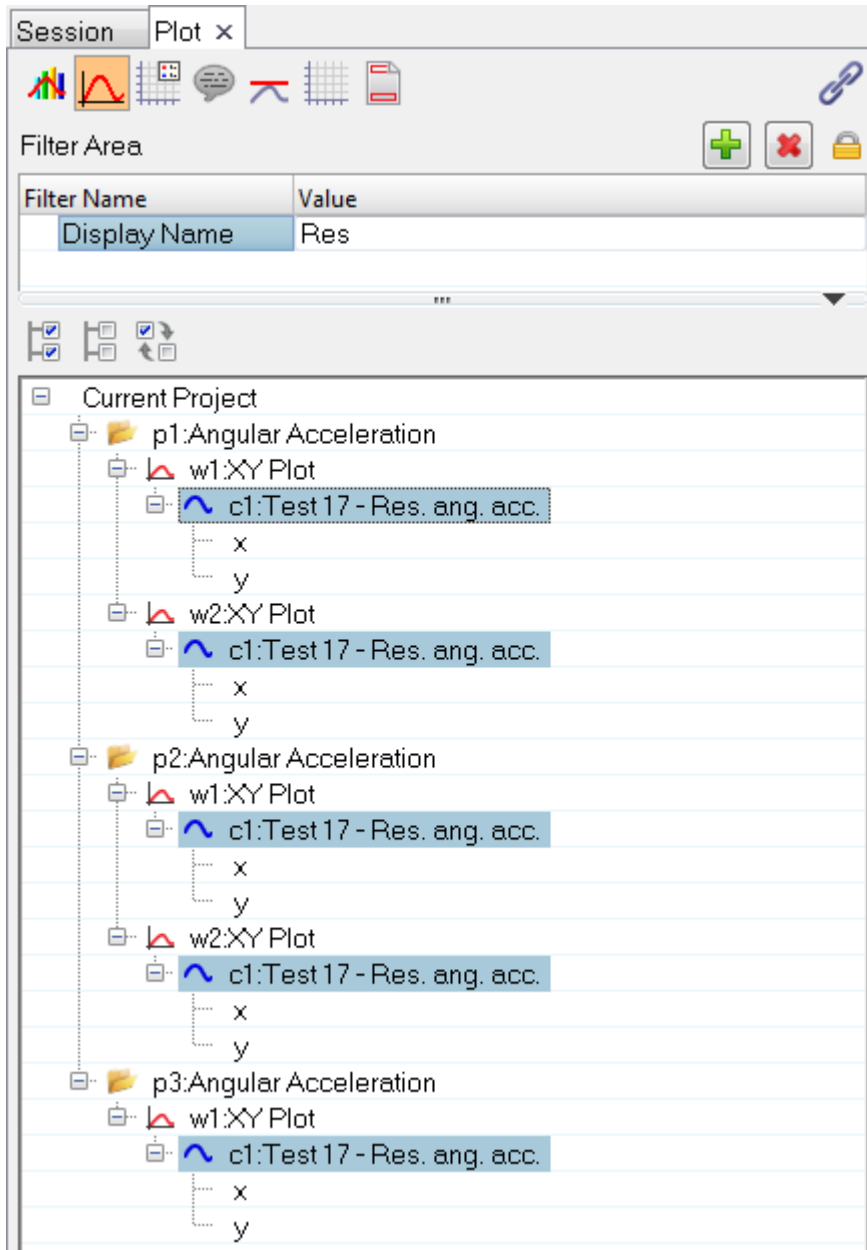 Session Plot ×
Filter Area
Filter Name Value
Display Name Res
Current Project
p1:Angular Acceleration
w1:XY Plot
c1:Test 17 - Res. ang. acc.
x
y
w2:XY Plot
c1:Test 17 - Res. ang. acc.
x
y
p2:Angular Acceleration
w1:XY Plot
c1:Test 17 - Res. ang. acc.
x
y
w2:XY Plot
c1:Test 17 - Res. ang. acc.
x
y
p3:Angular Acceleration
w1:XY Plot
c1:Test 17 - Res. ang. acc.
x
y